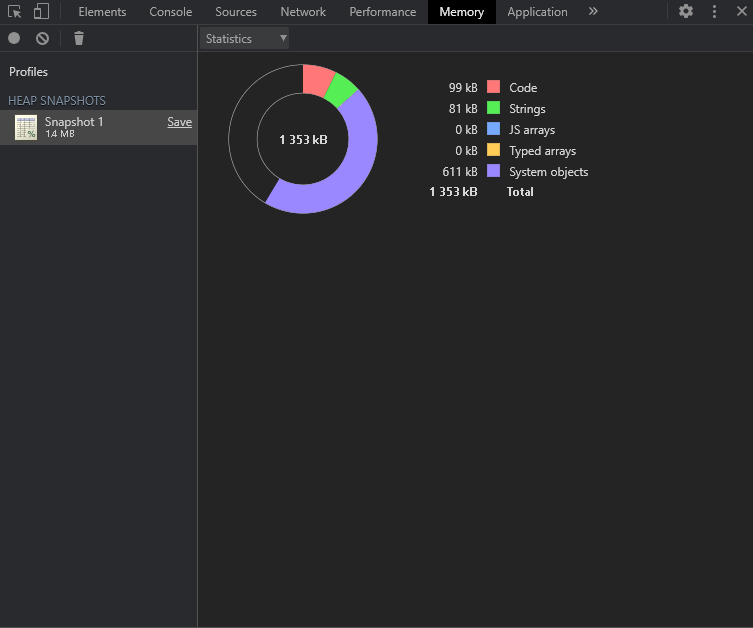 Elements Console Sources Network Performance Memory Application »
Statistics ▼
Profiles
HEAP SNAPSHOTS
Snapshot 1 Save
1.4 MB
%
1 353 kB
99 kB Code
81 kB Strings
0 kB JS arrays
0 kB Typed arrays
611 kB System objects
1 353 kB Total